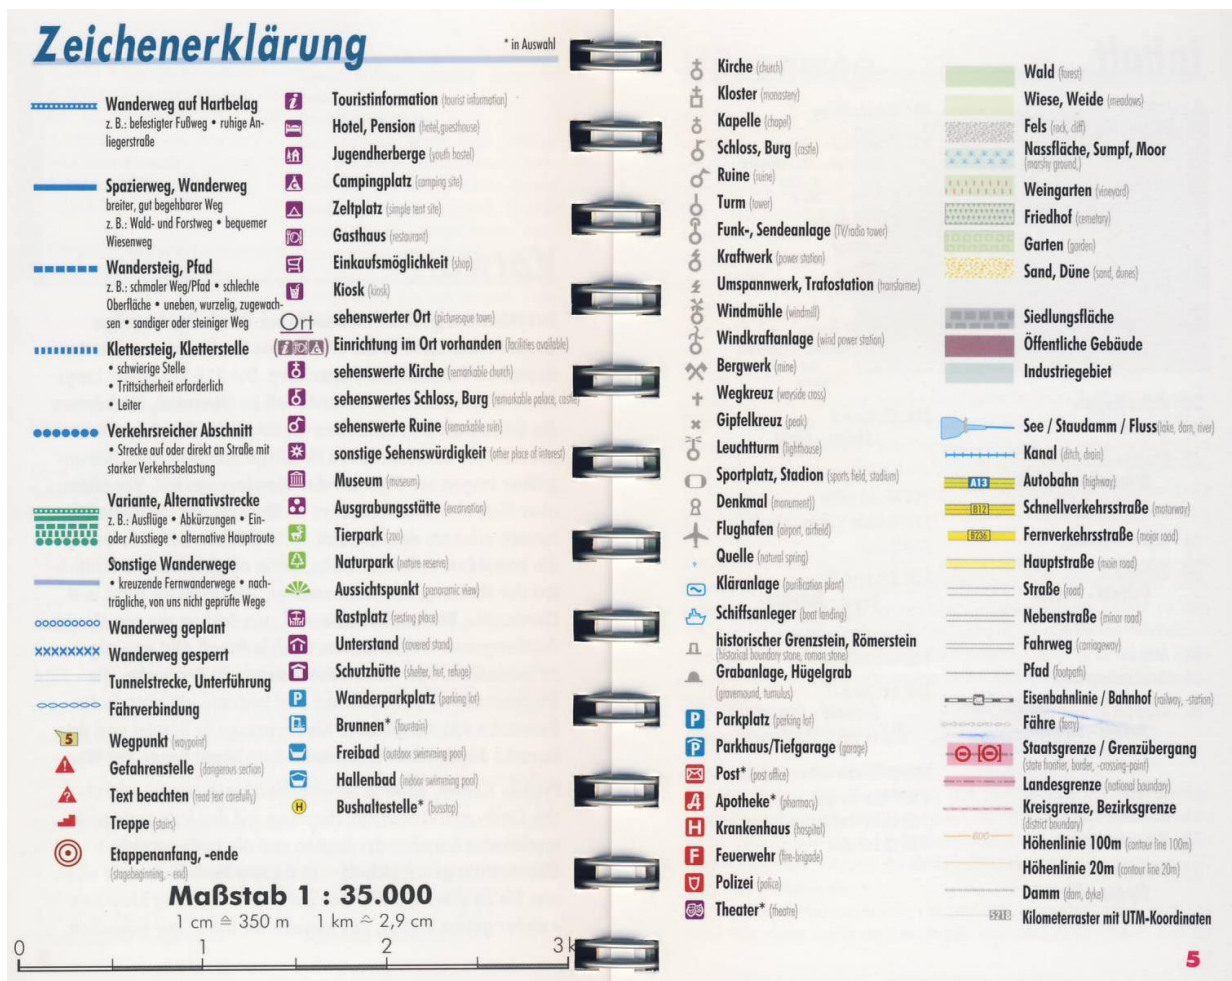 Zeichenerklärung
* in Auswahl
Wanderweg auf Hartbelag
z. B.: befestigter Fußweg • ruhige An-
liegerstraße
Spazierweg, Wanderweg
breiter, gut begehbarer Weg
z. B.: Wald- und Forstweg • bequemer
Wiesenweg
Wandersteig, Pfad
z. B.: schmaler Weg/Pfad • schlechte
Oberfläche • uneben, wurzelig, zugewach-
sen • sandiger oder steiniger Weg
Klettersteig, Kletterstelle
• schwierige Stelle
• Trittsicherheit erforderlich
• Leiter
Verkehrsreicher Abschnitt
• Strecke auf oder direkt an Straße mit
starker Verkehrsbelastung
Variante, Alternativstrecke
z. B.: Ausflüge • Abkürzungen • Ein-
oder Ausstiege • alternative Hauptroute
Sonstige Wanderwege
• kreuzende Fernwanderwege • nach-
trägliche, von uns nicht geprüfte Wege
Wanderweg geplant
Wanderweg gesperrt
Tunnelstrecke, Unterführung
Fährverbindung
5 Wegpunkt (waypoint)
Gefahrenstelle (dangerous section)
Text beachten (read text carefully)
Treppe (stairs)
Etappenanfang, -ende
(stagebeginning, - end)
Touristinformation (tourist information)
Hotel, Pension (hotel, guesthouse)
Jugendherberge (youth hostel)
Campingplatz (camping site)
Zeltplatz (simple tent site)
Gasthaus (restaurant)
Einkaufsmöglichkeit (shop)
Kiosk (kiosk)
Ort sehenswerter Ort (picturesque town)
Einrichtung im Ort vorhanden (facilities available)
sehenswerte Kirche (remarkable church)
sehenswertes Schloss, Burg (remarkable palace, castle)
sehenswerte Ruine (remarkable ruin)
sonstige Sehenswürdigkeit (other place of interest)
Museum (museum)
Ausgrabungsstätte (excavation)
Tierpark (zoo)
Naturpark (nature reserve)
Aussichtspunkt (panoramic view)
Rastplatz (resting place)
Unterstand (covered stand)
Schutzhütte (shelter, hut, refuge)
P Wanderparkplatz (parking lot)
Brunnen* (fountain)
Freibad (outdoor swimming pool)
Hallenbad (indoor swimming pool)
H Bushaltestelle* (busstop)
Maßstab 1 : 35.000
1 cm ≙ 350 m 1 km ≙ 2,9 cm
0 1 2 3 k
Kirche (church)
Kloster (monastery)
Kapelle (chapel)
Schloss, Burg (castle)
Ruine (ruine)
Turm (tower)
Funk-, Sendeanlage (TV/radio tower)
Kraftwerk (power station)
Umspannwerk, Trafostation (transformer)
Windmühle (windmill)
Windkraftanlage (wind power station)
Bergwerk (mine)
Wegkreuz (wayside cross)
Gipfelkreuz (peak)
Leuchtturm (lighthouse)
Sportplatz, Stadion (sports field, stadium)
Denkmal (monument))
Flughafen (airport, airfield)
Quelle (natural spring)
Kläranlage (purification plant)
Schiffsanleger (boat landing)
historischer Grenzstein, Römerstein
(historical boundary stone, roman stone)
Grabanlage, Hügelgrab
(gravemound, tumulus)
P Parkplatz (parking lot)
P Parkhaus/Tiefgarage (garage)
Post* (post office)
Apotheke* (pharmacy)
H Krankenhaus (hospital)
F Feuerwehr (fire-brigade)
Polizei (police)
Theater* (theatre)
Wald (forest)
Wiese, Weide (meadows)
Fels (rock, cliff)
Nassfläche, Sumpf, Moor
(marshy ground,)
Weingarten (vineyard)
Friedhof (cemetary)
Garten (garden)
Sand, Düne (sand, dunes)
Siedlungsfläche
Öffentliche Gebäude
Industriegebiet
See / Staudamm / Fluss (lake, dam, river)
Kanal (ditch, drain)
A13 Autobahn (highway)
B12 Schnellverkehrsstraße (motorway)
B236 Fernverkehrsstraße (major road)
Hauptstraße (main road)
Straße (road)
Nebenstraße (minor road)
Fahrweg (carriageway)
Pfad (footpath)
Eisenbahnlinie / Bahnhof (railway, -station)
Fähre (ferry)
Staatsgrenze / Grenzübergang
(state frontier, border, -crossing-point)
Landesgrenze (national boundary)
Kreisgrenze, Bezirksgrenze
(district boundary)
600 Höhenlinie 100m (contour line 100m)
Höhenlinie 20m (contour line 20m)
Damm (dam, dyke)
5218 Kilometerraster mit UTM-Koordinaten
5